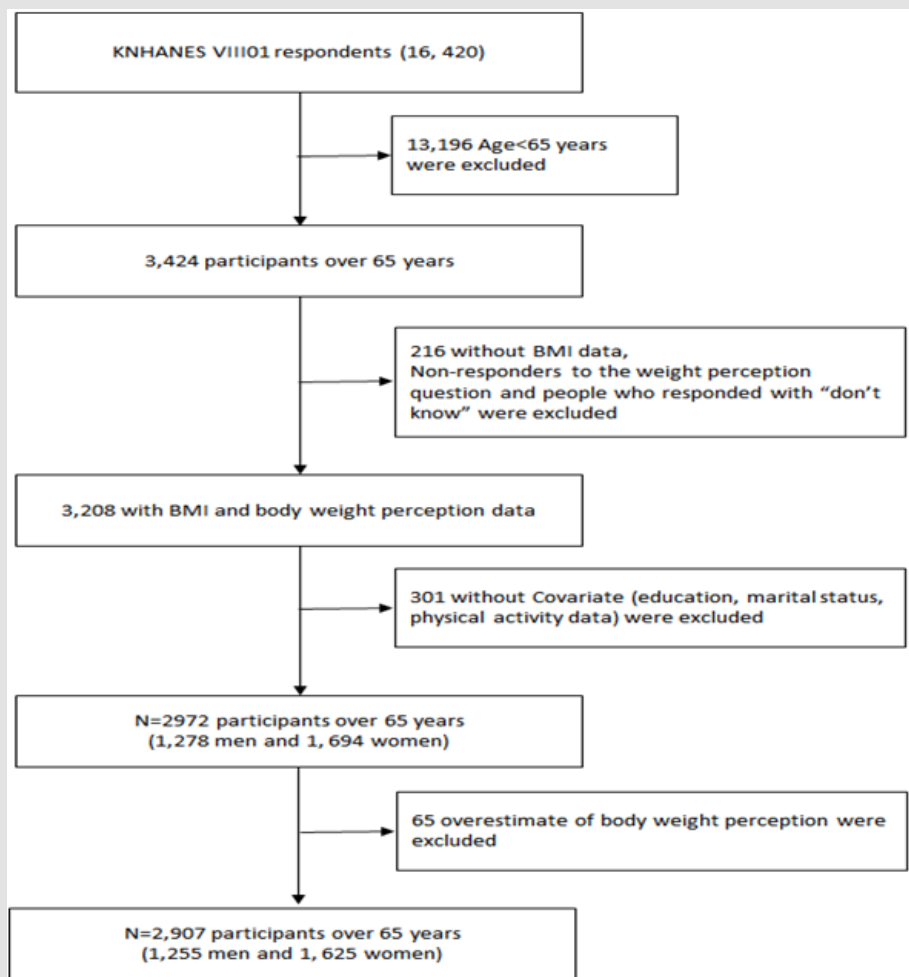 KNHANES VIII01 respondents (16, 420)
13,196 Age<65 years
were excluded
3,424 participants over 65 years
216 without BMI data,
Non-responders to the weight perception
question and people who responded with “don’t
know” were excluded
3,208 with BMI and body weight perception data
301 without Covariate (education, marital status,
physical activity data) were excluded
N=2972 participants over 65 years
(1,278 men and 1, 694 women)
65 overestimate of body weight perception were
excluded
N=2,907 participants over 65 years
(1,255 men and 1, 625 women)